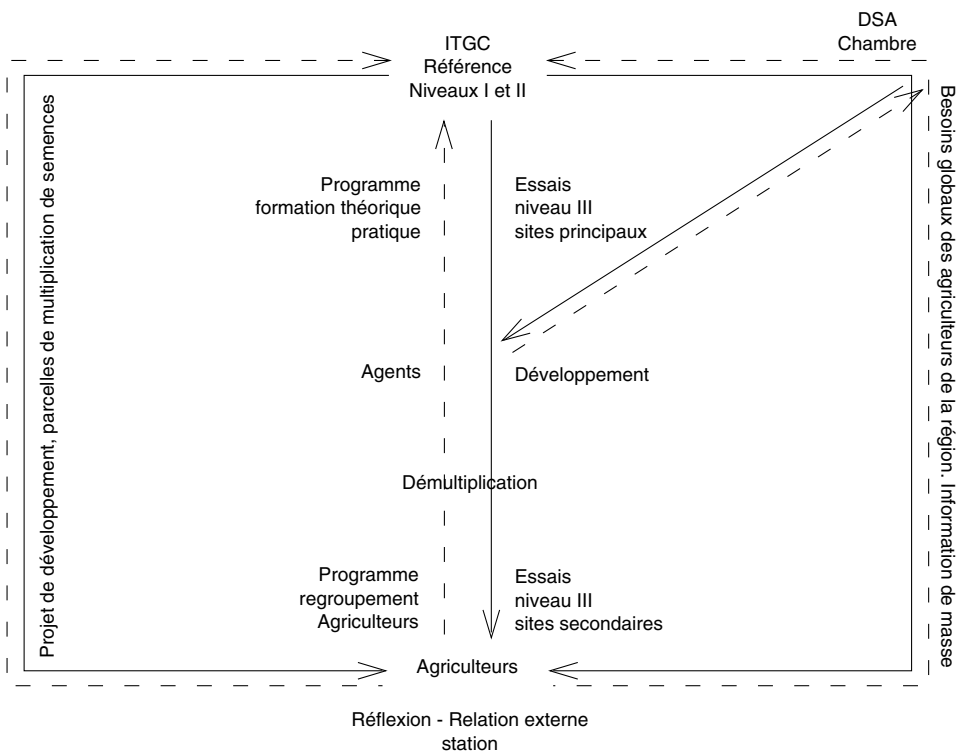 DSA
Chambre
ITGC
Référence
Niveaux I et II
Projet de développement, parcelles de multiplication de semences
Besoins globaux des agriculteurs de la région. Information de masse
Programme
formation théorique
pratique
Essais
niveau III
sites principaux
Agents
Développement
Démultiplication
Programme
regroupement
Agriculteurs
Essais
niveau III
sites secondaires
Agriculteurs
Réflexion - Relation externe
station